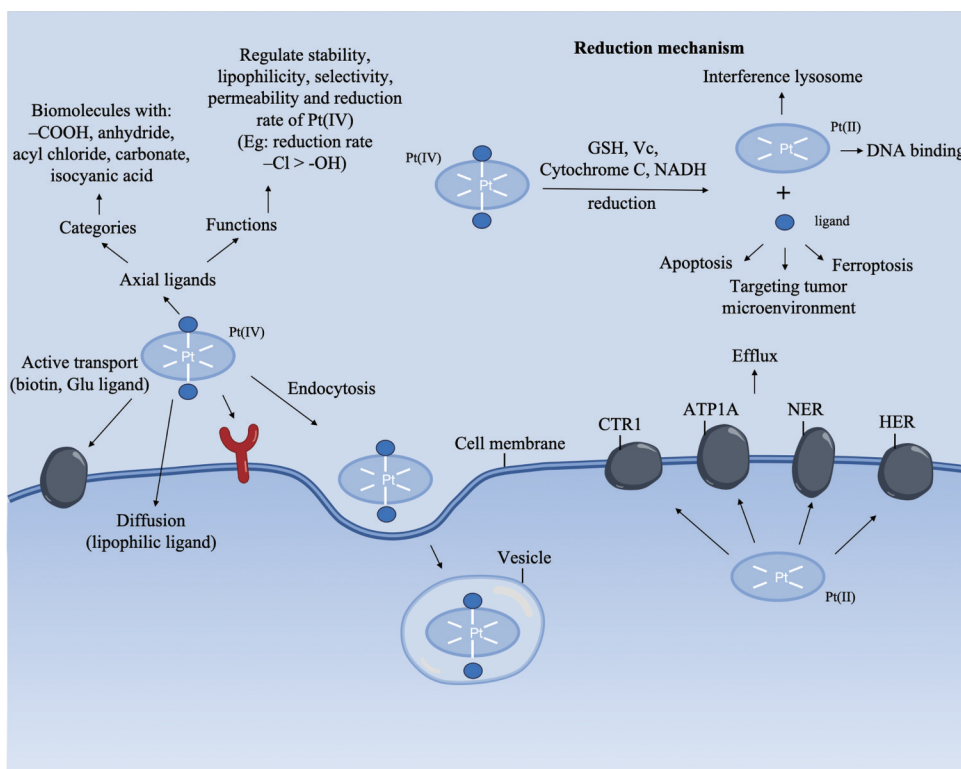 Biomolecules with:
–COOH, anhydride,
acyl chloride, carbonate,
isocyanic acid
Categories
Regulate stability,
lipophilicity, selectivity,
permeability and reduction
rate of Pt(IV)
(Eg: reduction rate
–Cl > -OH)
Functions
Axial ligands
Pt(IV)
Pt
Active transport
(biotin, Glu ligand)
Endocytosis
Diffusion
(lipophilic ligand)
Pt
Cell membrane
Vesicle
Pt
Reduction mechanism
Pt(IV)
Pt
GSH, Vc,
Cytochrome C, NADH
reduction
Interference lysosome
Pt(II)
Pt
DNA binding
+
ligand
Apoptosis
Ferroptosis
Targeting tumor
microenvironment
Efflux
CTR1
ATP1A
NER
HER
Pt
Pt(II)